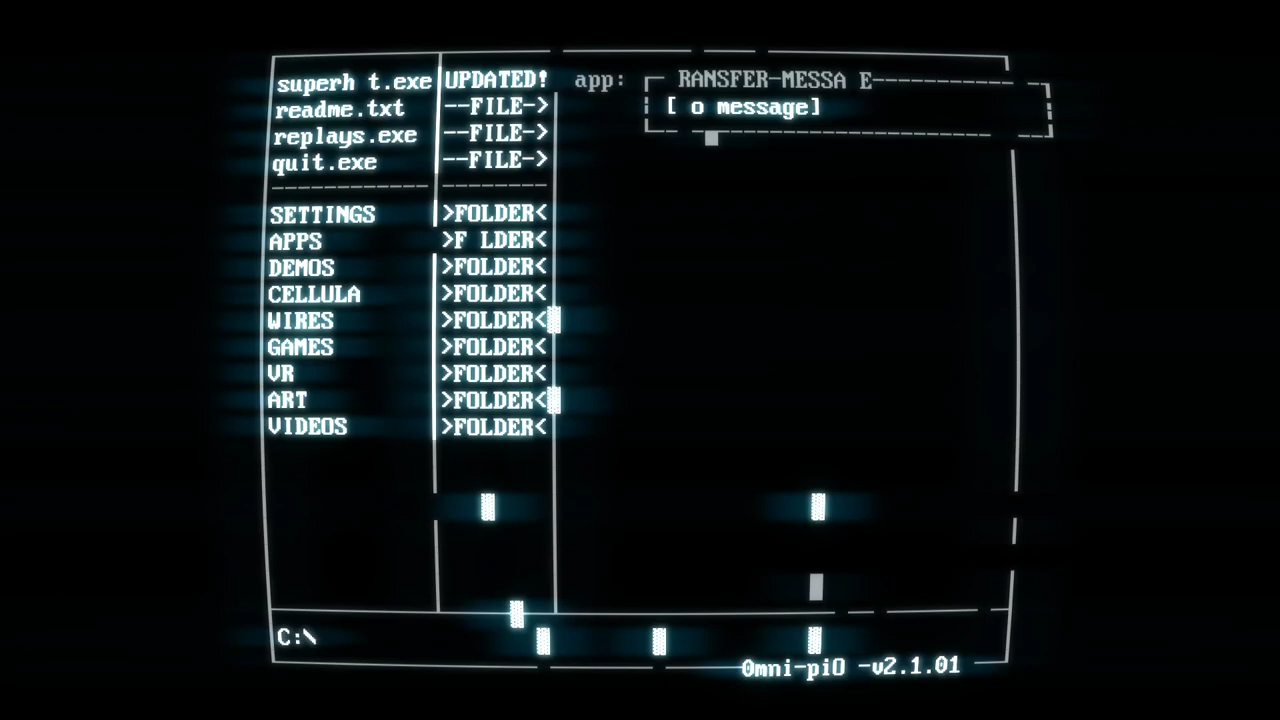 superh t.exe UPDATED! app: RANSFER-MESSA E
readme.txt --FILE-> [ o message]
replays.exe --FILE->
quit.exe --FILE->
SETTINGS >FOLDER<
APPS >F LDER<
DEMOS >FOLDER<
CELLULA >FOLDER<
WIRES >FOLDER<
GAMES >FOLDER<
VR >FOLDER<
ART >FOLDER<
VIDEOS >FOLDER<
C:\
0mni-piO -v2.1.01